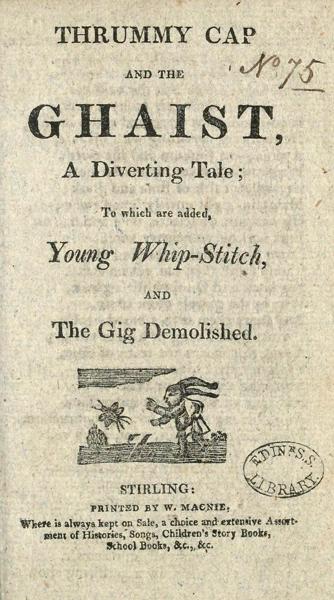 THRUMMY CAP
No 75
AND THE
GHAIST,
A Diverting Tale;
To which are added,
Young Whip-Stitch,
AND
The Gig Demolished.
EDINR. S.S.
LIBRARY.
STIRLING:
PRINTED BY W. MACNIE,
Where is always kept on Sale, a choice and extensive Assort-
ment of Histories, Songs, Children's Story Books,
School Books, &c., &c.